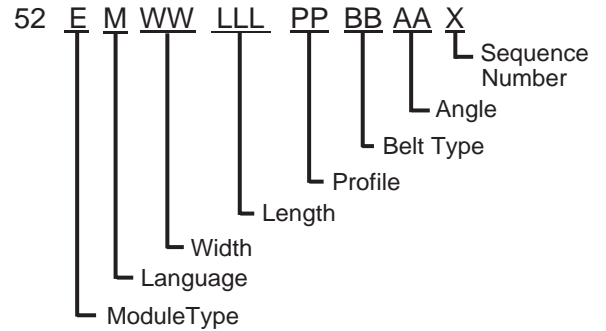 52 E M WW LLL PP BB AA X
Sequence
Number
Angle
Belt Type
Profile
Length
Width
Language
ModuleType